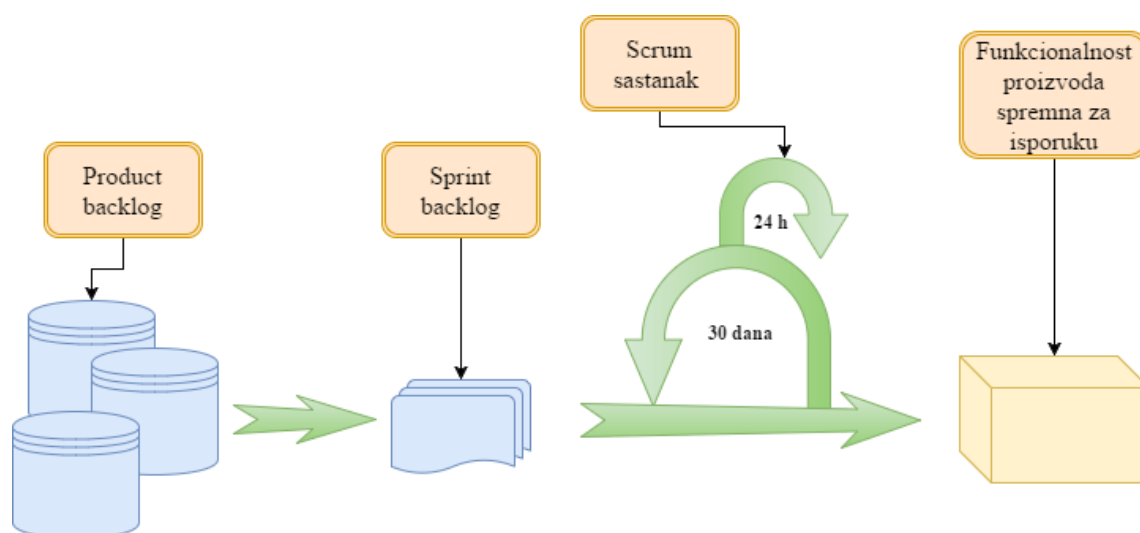 Product
backlog
Sprint
backlog
Scrum
sastanak
Funkcionalnost
proizvoda
spremna za
isporuku
24 h
30 dana